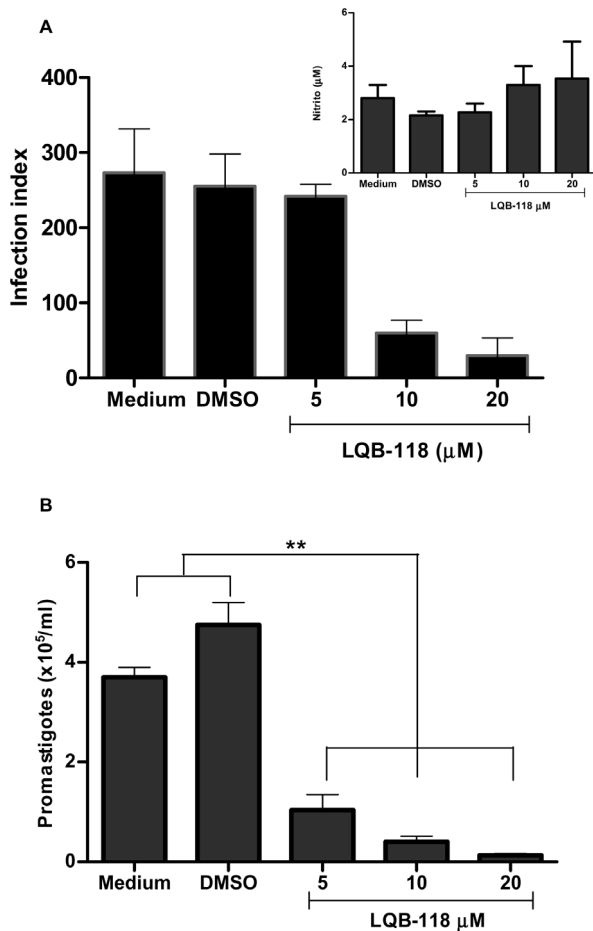 A
Infection index
400
300
200
100
0
Medium DMSO 5 10 20
LQB-118 (μM)
Nitrito (μM)
6
4
2
0
Medium DMSO 5 10 20
LQB-118 μM
B
Promastigotes (x10⁵/ml)
6
4
2
0
**
Medium DMSO 5 10 20
LQB-118 μM